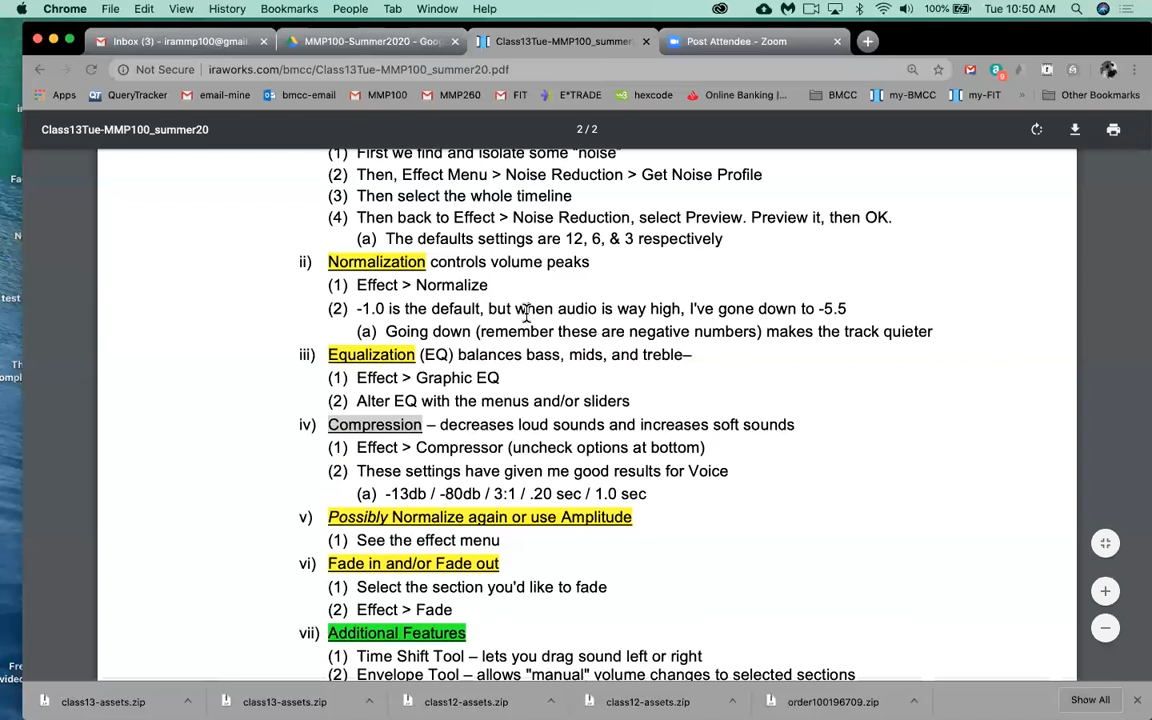 Chrome File Edit View History Bookmarks People Tab Window Help 100% Tue 10:50 AM
Inbox (3) - irammp100@gmail. MMP100-Summer2020 - Goo Class13Tue-MMP100_summer Post Attendee - Zoom
Not Secure iraworks.com/bmcc/Class13Tue-MMP100_summer20.pdf
Apps QueryTracker email-mine bmcc-email MMP100 MMP260 FIT E*TRADE hexcode Online Banking |... BMCC my-BMCC my-FIT » Other Bookmarks
Class13Tue-MMP100_summer20 2 / 2
(1) First we find and isolate some "noise"
(2) Then, Effect Menu > Noise Reduction > Get Noise Profile
(3) Then select the whole timeline
(4) Then back to Effect > Noise Reduction, select Preview. Preview it, then OK.
(a) The defaults settings are 12, 6, & 3 respectively
ii) Normalization controls volume peaks
(1) Effect > Normalize
(2) -1.0 is the default, but when audio is way high, I've gone down to -5.5
(a) Going down (remember these are negative numbers) makes the track quieter
iii) Equalization (EQ) balances bass, mids, and treble–
(1) Effect > Graphic EQ
(2) Alter EQ with the menus and/or sliders
iv) Compression – decreases loud sounds and increases soft sounds
(1) Effect > Compressor (uncheck options at bottom)
(2) These settings have given me good results for Voice
(a) -13db / -80db / 3:1 / .20 sec / 1.0 sec
v) Possibly Normalize again or use Amplitude
(1) See the effect menu
vi) Fade in and/or Fade out
(1) Select the section you'd like to fade
(2) Effect > Fade
vii) Additional Features
(1) Time Shift Tool – lets you drag sound left or right
(2) Envelope Tool – allows "manual" volume changes to selected sections
class13-assets.zip class13-assets.zip class12-assets.zip class12-assets.zip order100196709.zip Show All